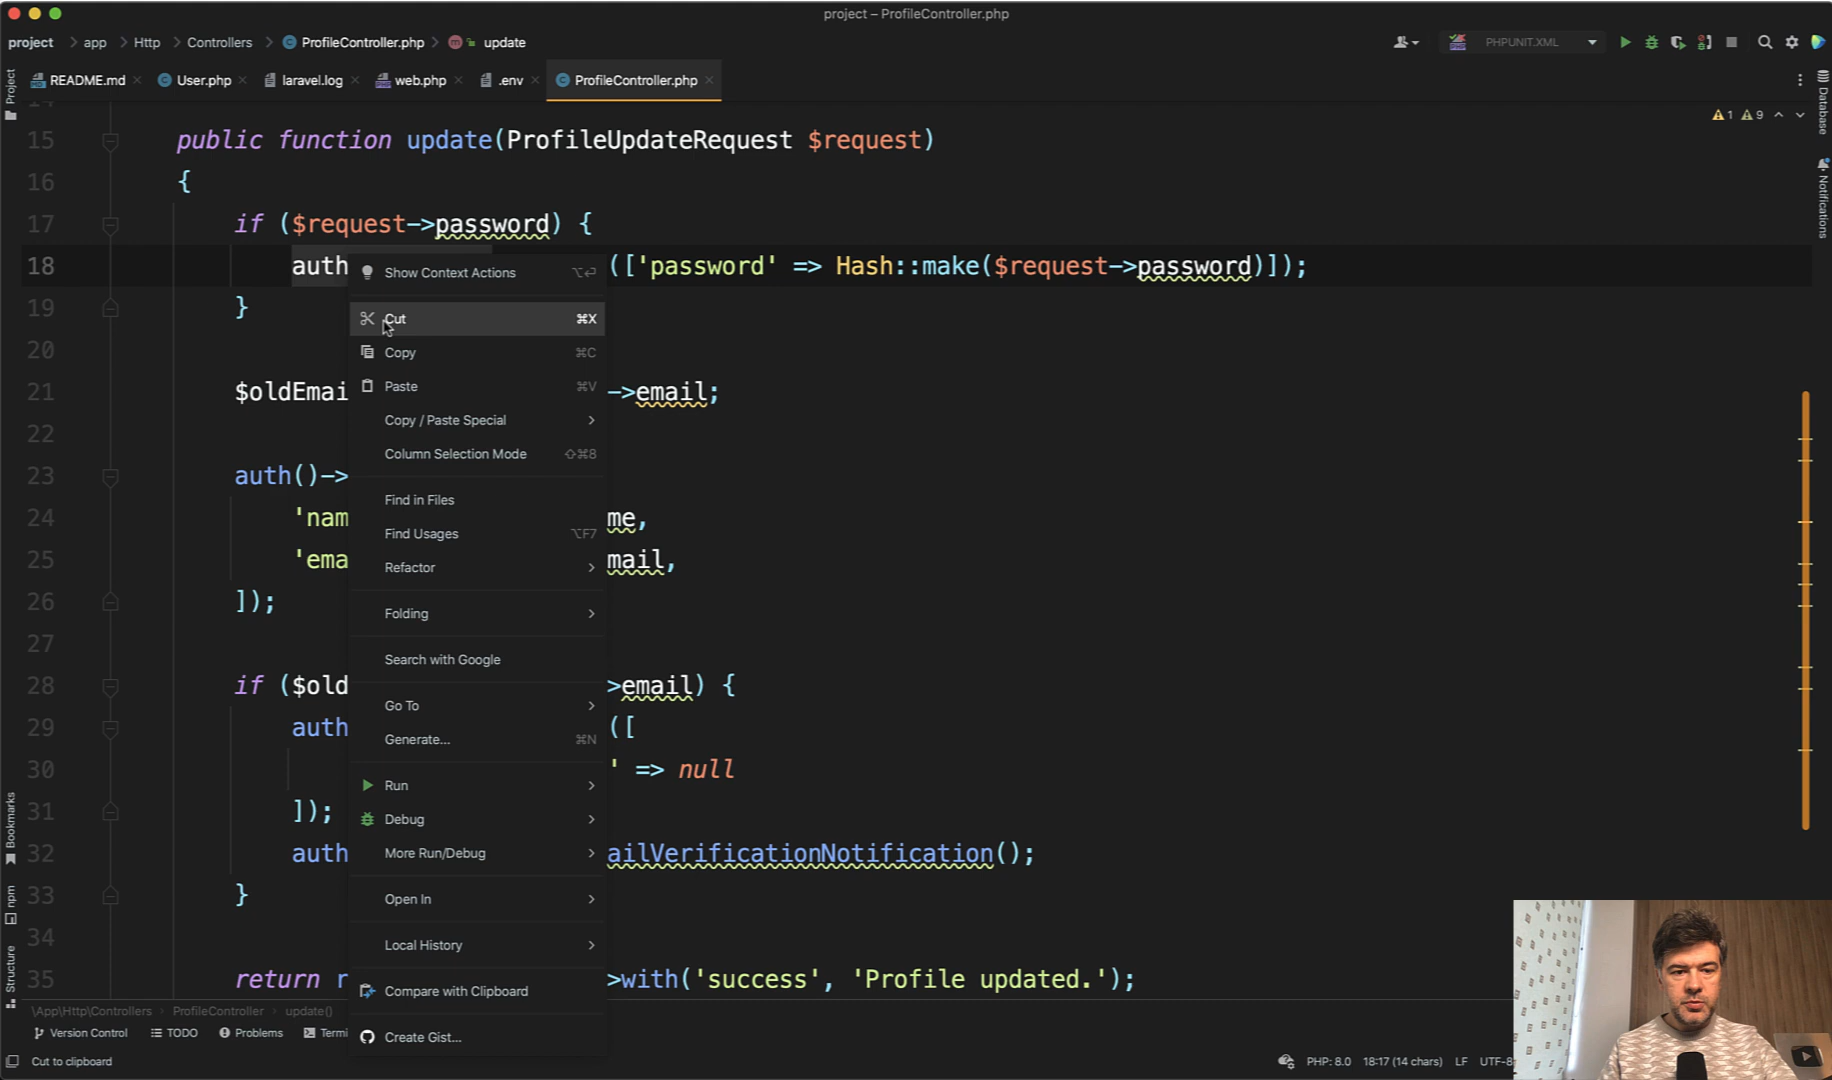 project – ProfileController.php
project app Http Controllers ProfileController.php m update
PHPUNIT.XML
README.md User.php laravel.log web.php .env ProfileController.php
Project
1 9
Database
Notifications
15 public function update(ProfileUpdateRequest $request)
16 {
17 if ($request->password) {
18 auth (['password' => Hash::make($request->password)]);
19 }
20
21 $oldEmai ->email;
22
23 auth()->
24 'nam me,
25 'ema mail,
26 ]);
27
28 if ($old >email) {
29 auth ([
30 ' => null
31 ]);
32 auth ailVerificationNotification();
33 }
34
35 return r >with('success', 'Profile updated.');
Show Context Actions ⌥⏎
Cut ⌘X
Copy ⌘C
Paste ⌘V
Copy / Paste Special
Column Selection Mode ⇧⌘8
Find in Files
Find Usages ⌥F7
Refactor
Folding
Search with Google
Go To
Generate... ⌘N
Run
Debug
More Run/Debug
Open In
Local History
Compare with Clipboard
Create Gist...
Bookmarks
npm
Structure
\App\Http\Controllers ProfileController update()
Version Control TODO Problems Termi
Cut to clipboard PHP: 8.0 18:17 (14 chars) LF UTF-8